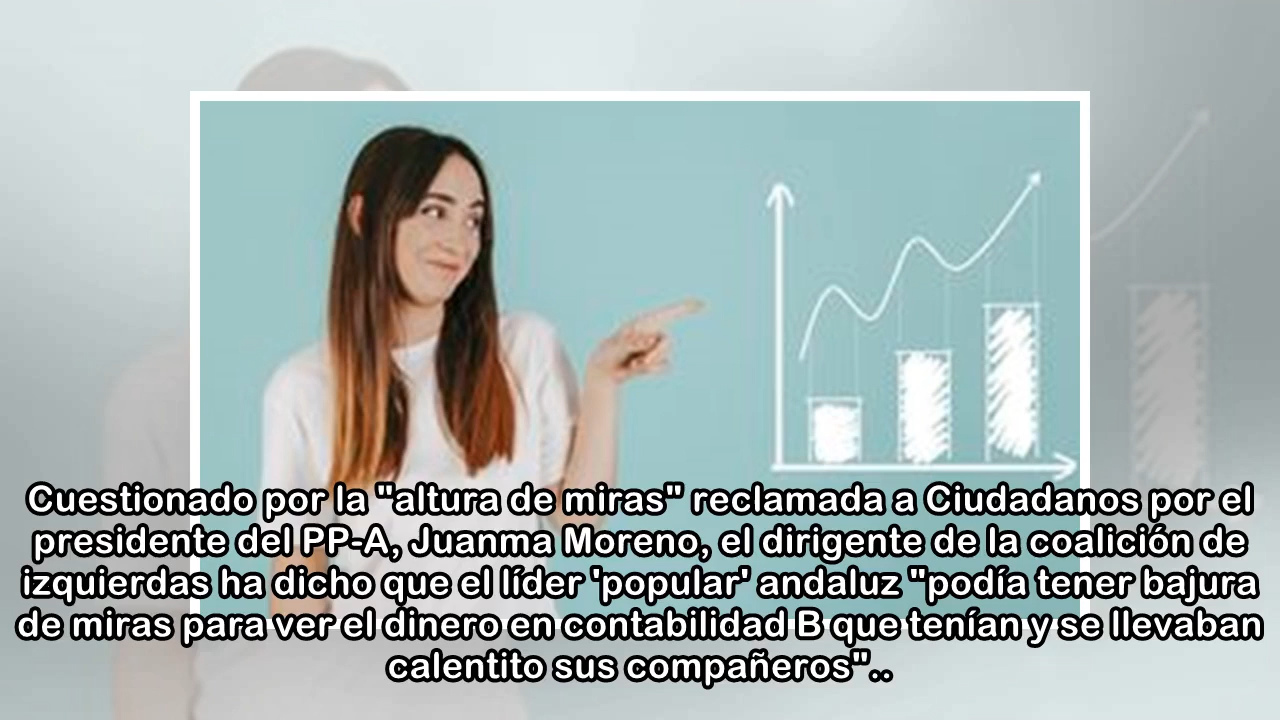 Cuestionado por la "altura de miras" reclamada a Ciudadanos por el
presidente del PP-A, Juanma Moreno, el dirigente de la coalición de
izquierdas ha dicho que el líder 'popular' andaluz "podía tener bajura
de miras para ver el dinero en contabilidad B que tenían y se llevaban
calentito sus compañeros"..